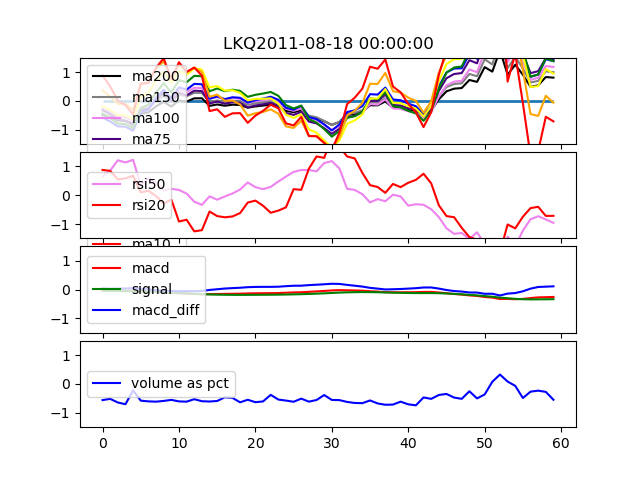 LKQ2011-08-18 00:00:00
1
0
−1
ma200
ma150
ma100
ma75
1
0
−1
rsi50
rsi20
ma10
1
0
−1
macd
signal
macd_diff
1
0
−1
volume as pct
0 10 20 30 40 50 60